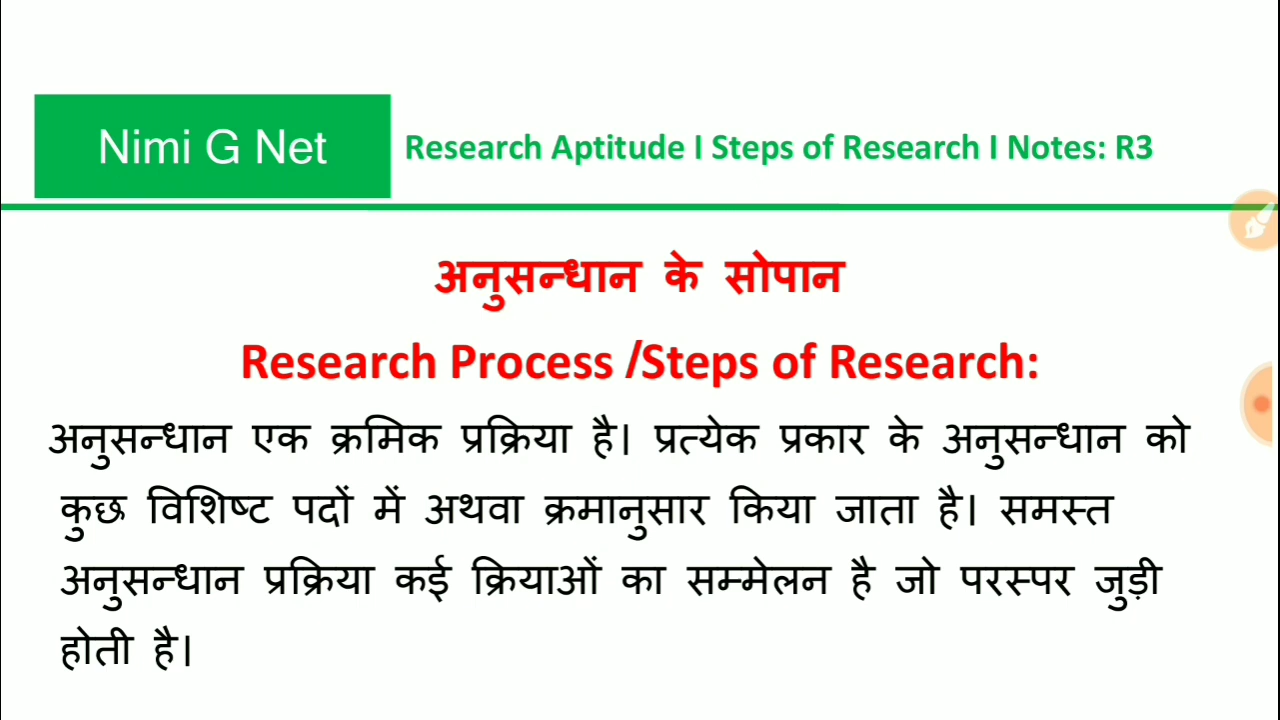 Nimi G Net
Research Aptitude I Steps of Research I Notes: R3
अनुसन्धान के सोपान
Research Process /Steps of Research:
अनुसन्धान एक क्रमिक प्रक्रिया है। प्रत्येक प्रकार के अनुसन्धान को
कुछ विशिष्ट पदों में अथवा क्रमानुसार किया जाता है। समस्त
अनुसन्धान प्रक्रिया कई क्रियाओं का सम्मेलन है जो परस्पर जुड़ी
होती है।